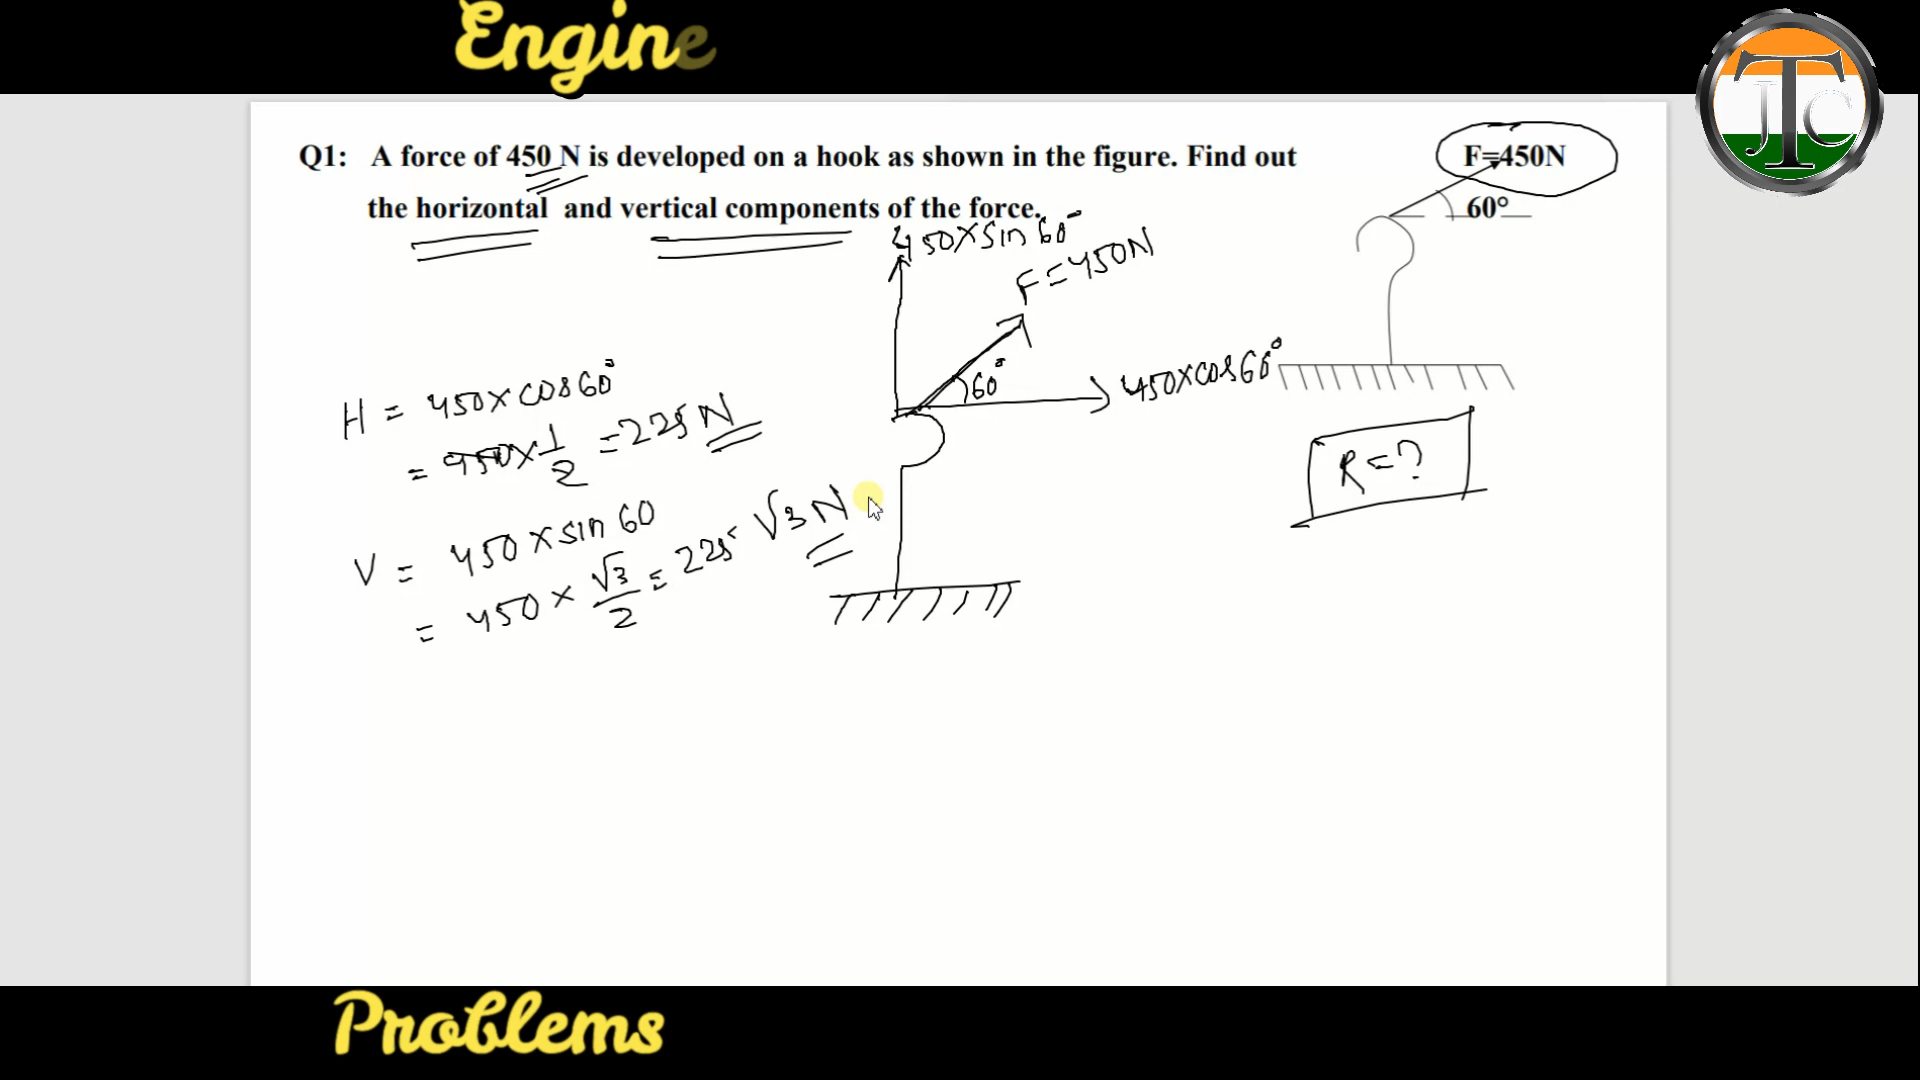 Engine
JTC
Q1: A force of 450 N is developed on a hook as shown in the figure. Find out
the horizontal and vertical components of the force.
F=450N
60°
450×sin 60°
F=450N
60°
450×cos60°
H = 450×cos60°
= 450×1/2 =225 N
V = 450×sin 60
= 450×√3/2 = 225 √3 N
R=?
Problems